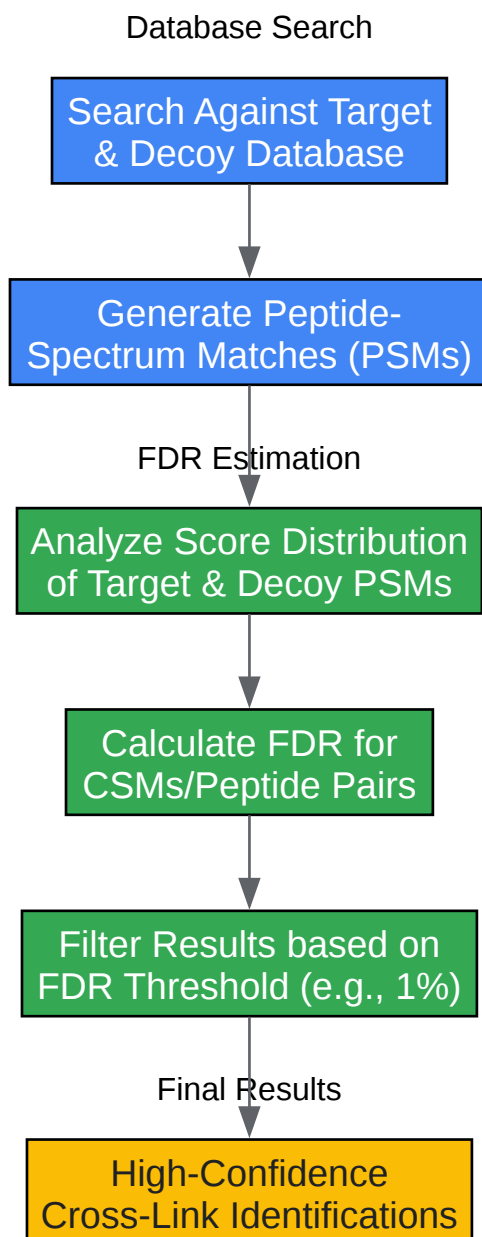 Database Search
Search Against Target
& Decoy Database
Generate Peptide-
Spectrum Matches (PSMs)
FDR Estimation
Analyze Score Distribution
of Target & Decoy PSMs
Calculate FDR for
CSMs/Peptide Pairs
Filter Results based on
FDR Threshold (e.g., 1%)
Final Results
High-Confidence
Cross-Link Identifications